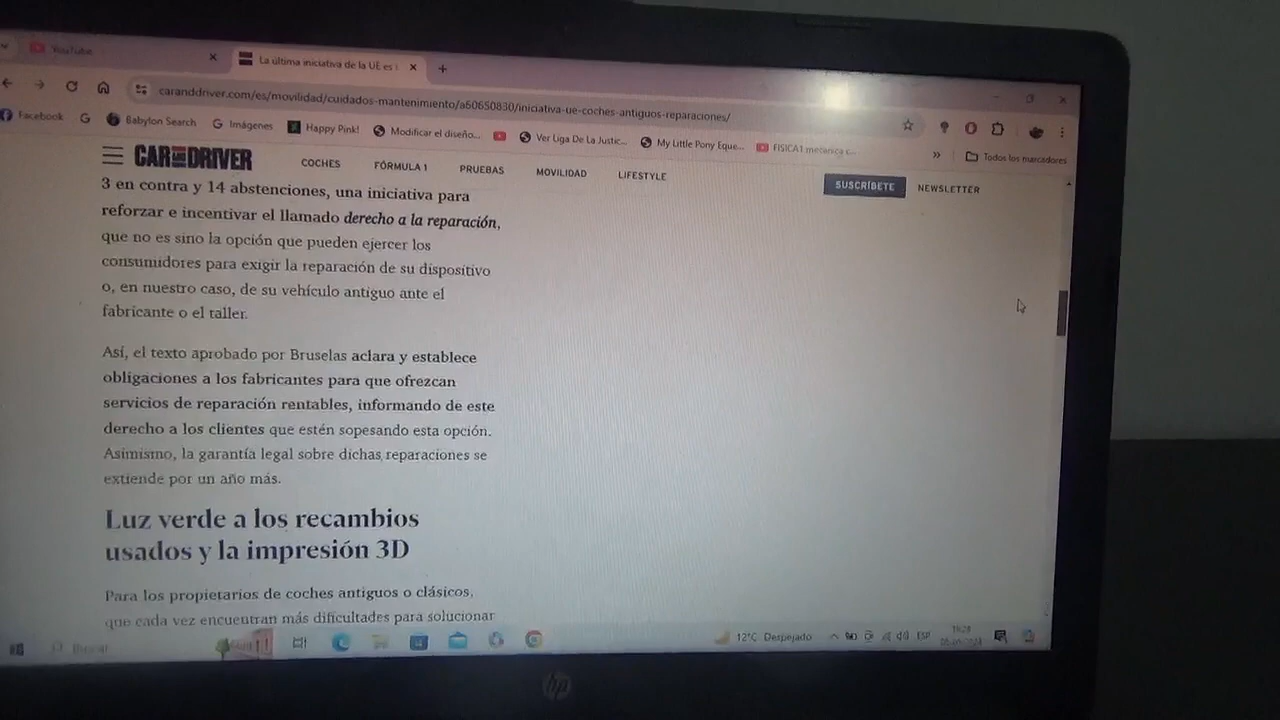 YouTube
La última iniciativa de la UE es
caranddriver.com/es/movilidad/cuidados-mantenimiento/a60650830/iniciativa-ue-coches-antiguos-reparaciones/
Facebook
Babylon Search
Imágenes
Happy Pink!
Modificar el diseño...
Ver Liga De La Justic...
My Little Pony Eque...
FISICA1 mecanica c...
Todos los marcadores
CAR AND DRIVER
COCHES
FÓRMULA 1
PRUEBAS
MOVILIDAD
LIFESTYLE
SUSCRÍBETE
NEWSLETTER
3 en contra y 14 abstenciones, una iniciativa para
reforzar e incentivar el llamado derecho a la reparación,
que no es sino la opción que pueden ejercer los
consumidores para exigir la reparación de su dispositivo
o, en nuestro caso, de su vehículo antiguo ante el
fabricante o el taller.
Así, el texto aprobado por Bruselas aclara y establece
obligaciones a los fabricantes para que ofrezcan
servicios de reparación rentables, informando de este
derecho a los clientes que estén sopesando esta opción.
Asimismo, la garantía legal sobre dichas reparaciones se
extiende por un año más.
Luz verde a los recambios
usados y la impresión 3D
Para los propietarios de coches antiguos o clásicos,
que cada vez encuentran más dificultades para solucionar
Buscar
12°C Despejado
ESP
hp